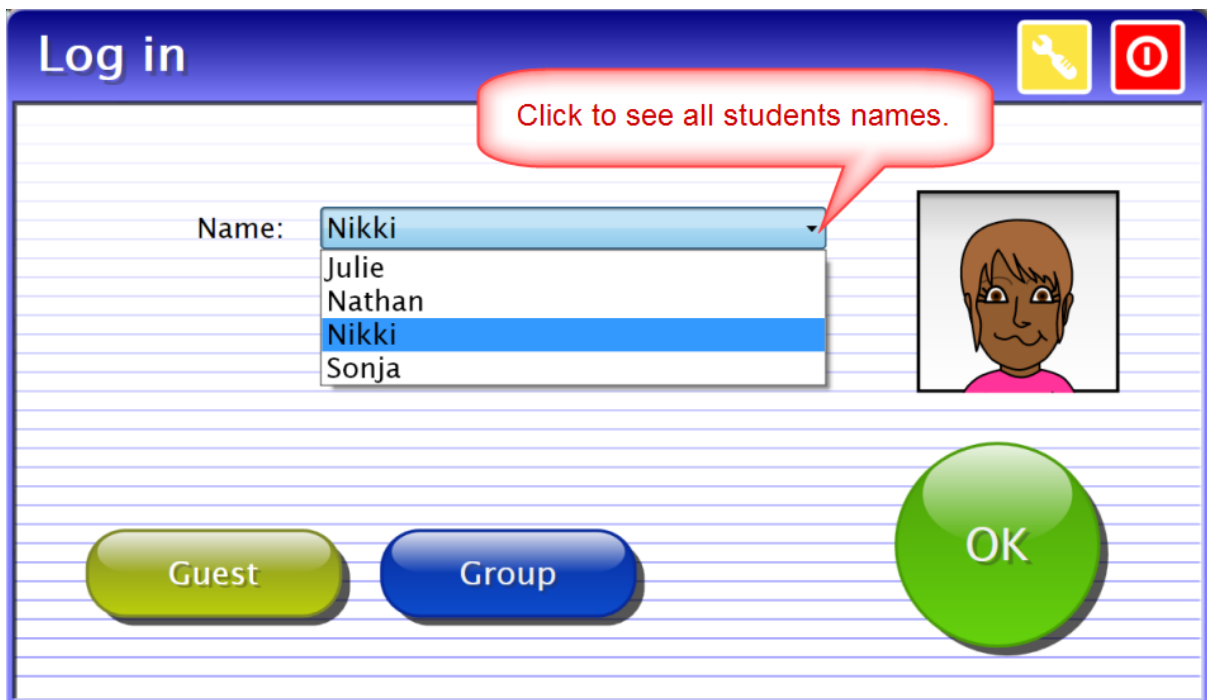 Log in
Click to see all students names.
Name: Nikki
Julie
Nathan
Nikki
Sonja
Guest
Group
OK